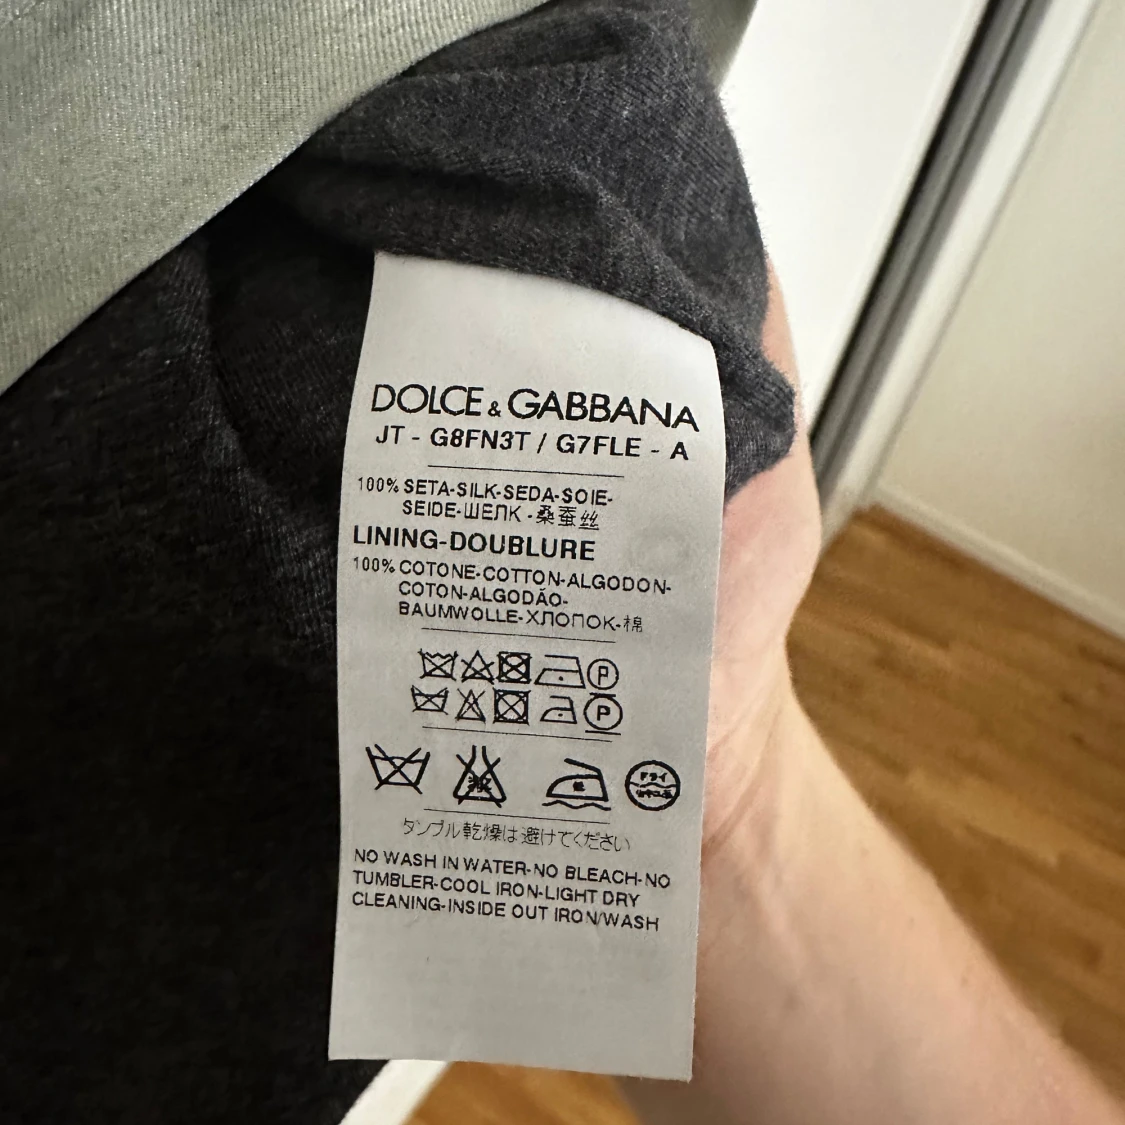 DOLCE & GABBANA
JT - G8FN3T / G7FLE - A
100% SETA-SILK-SEDA-SOIE-
SEIDE-ШЕЛК-桑蚕丝
LINING-DOUBLURE
100% COTONE-COTTON-ALGODON-
COTON-ALGODÃO-
BAUMWOLLE-ХЛОПОК-棉
P
P
ドライ
タンブル乾燥は避けてください
NO WASH IN WATER-NO BLEACH-NO
TUMBLER-COOL IRON-LIGHT DRY
CLEANING-INSIDE OUT IRON/WASH